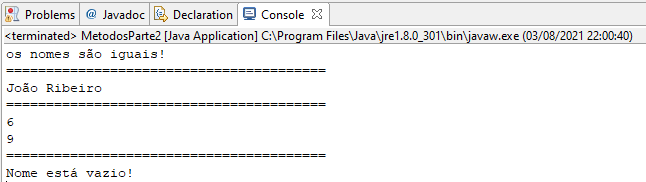 Problems @ Javadoc Declaration Console
<terminated> MetodosParte2 [Java Application] C:\Program Files\Java\jre1.8.0_301\bin\javaw.exe (03/08/2021 22:00:40)
os nomes são iguais!
========================================
João Ribeiro
========================================
6
9
========================================
Nome está vazio!